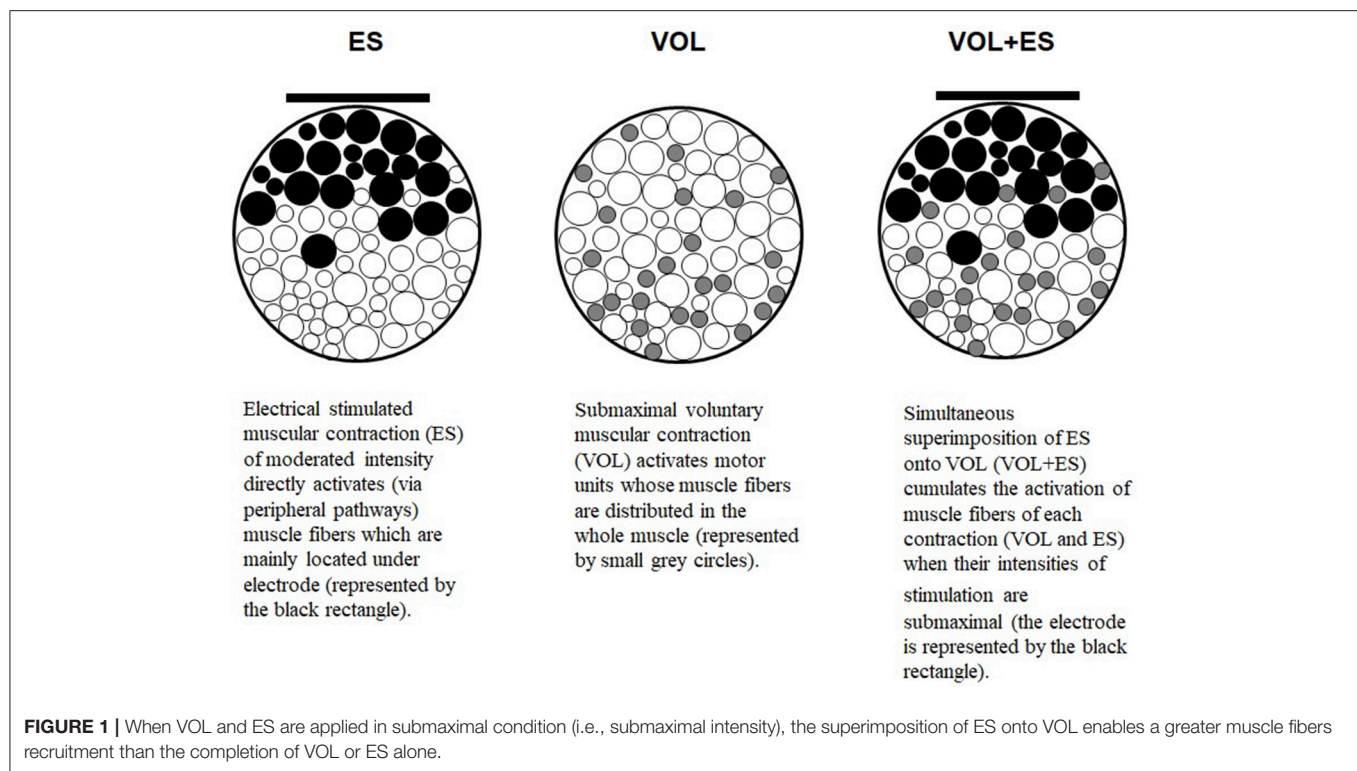 ES
VOL
VOL+ES
Electrical stimulated
muscular contraction (ES)
of moderated intensity
directly activates (via
peripheral pathways)
muscle fibers which are
mainly located under
electrode (represented by
the black rectangle).
Submaximal voluntary
muscular contraction
(VOL) activates motor
units whose muscle fibers
are distributed in the
whole muscle (represented
by small grey circles).
Simultaneous
superimposition of ES
onto VOL (VOL+ES)
cumulates the activation of
muscle fibers of each
contraction (VOL and ES)
when their intensities of
stimulation are
submaximal (the electrode
is represented by the black
rectangle).
FIGURE 1 | When VOL and ES are applied in submaximal condition (i.e., submaximal intensity), the superimposition of ES onto VOL enables a greater muscle fibers
recruitment than the completion of VOL or ES alone.